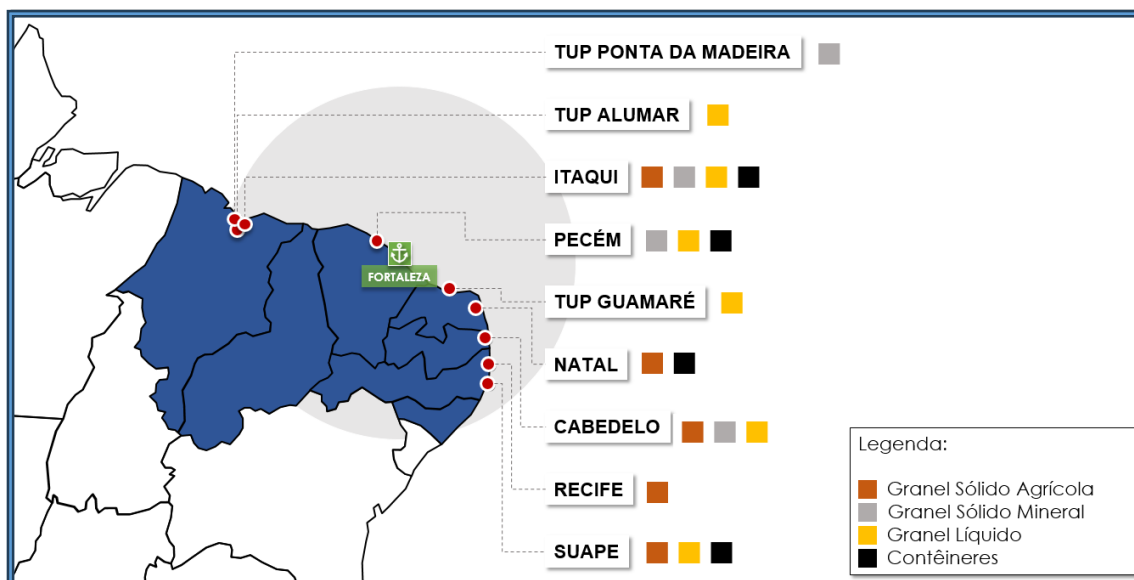 TUP PONTA DA MADEIRA
TUP ALUMAR
ITAQUI
PECÉM
FORTALEZA
TUP GUAMARÉ
NATAL
CABEDELO
RECIFE
SUAPE
Legenda:
Granel Sólido Agrícola
Granel Sólido Mineral
Granel Líquido
Contêineres